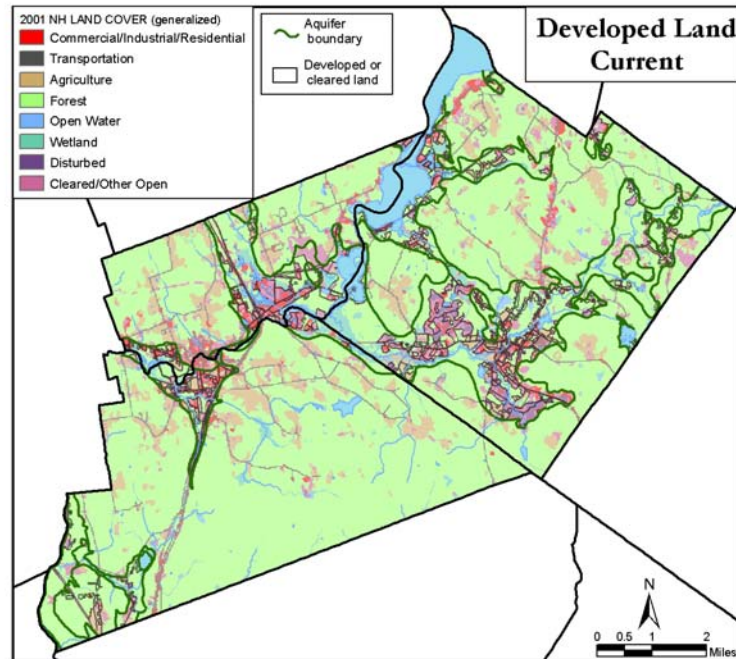 2001 NH LAND COVER (generalized)
Commercial/Industrial/Residential
Transportation
Agriculture
Forest
Open Water
Wetland
Disturbed
Cleared/Other Open
Aquifer
boundary
Developed or
cleared land
Developed Land
Current
N
0 0.5 1 2
Miles